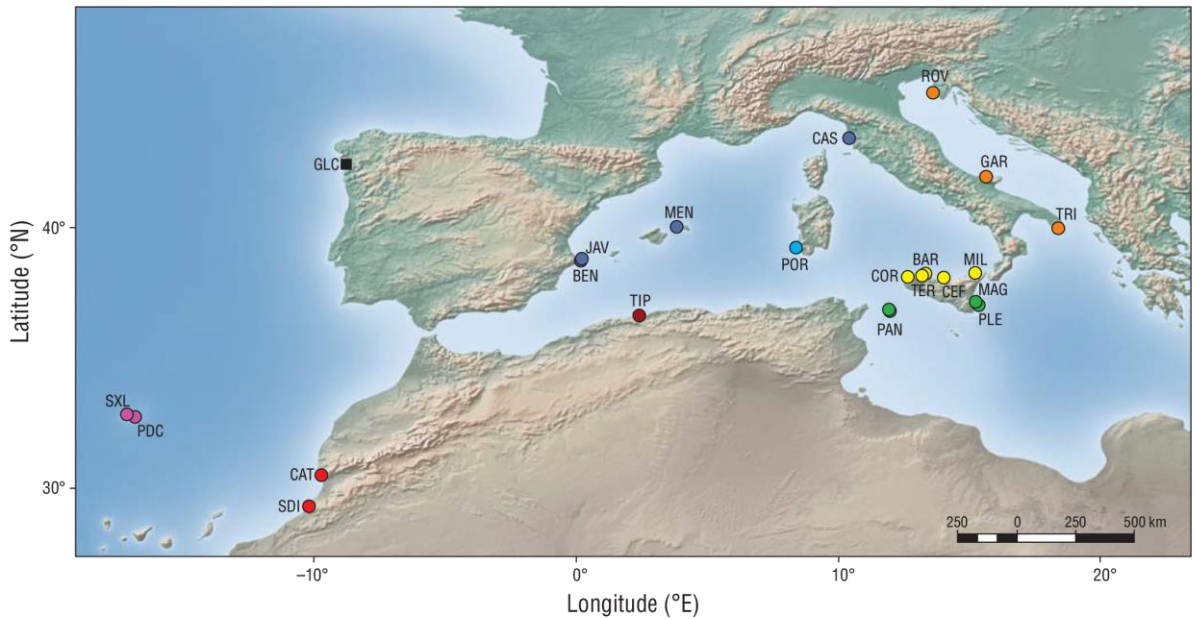 ROV
CAS
GLC
GAR
MEN
TRI
40°
JAV
POR
BAR
MIL
BEN
COR
TER
CEF
MAG
TIP
PLE
PAN
SXL
PDC
CAT
30°
SDI
250 0 250 500 km
−10° 0° 10° 20°
Longitude (°E)
Latitude (°N)